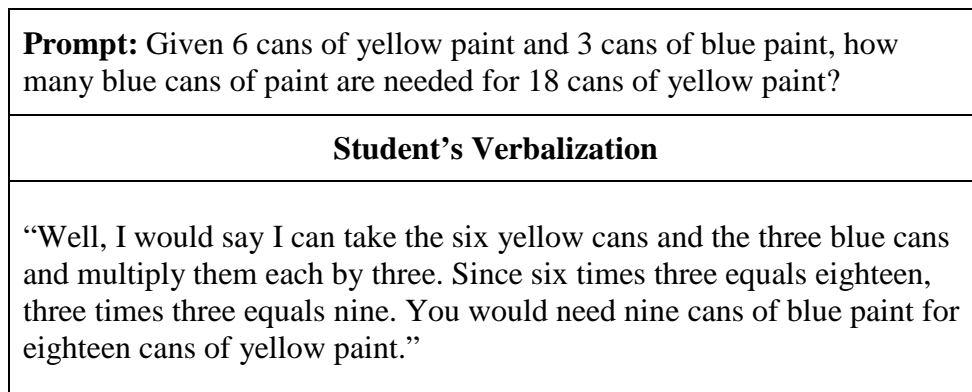 Prompt: Given 6 cans of yellow paint and 3 cans of blue paint, how
many blue cans of paint are needed for 18 cans of yellow paint?
Student’s Verbalization
“Well, I would say I can take the six yellow cans and the three blue cans
and multiply them each by three. Since six times three equals eighteen,
three times three equals nine. You would need nine cans of blue paint for
eighteen cans of yellow paint.”